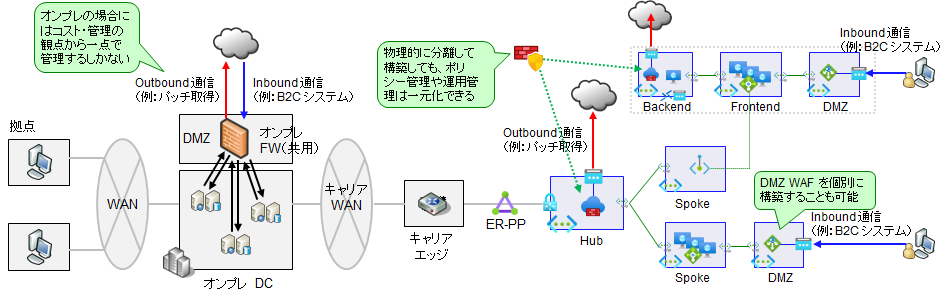 オンプレの場合に
はコスト・管理の
観点から一点で
管理するしかない
Outbound通信
(例：パッチ取得)
Inbound通信
(例：B2Cシステム)
拠点
DMZ
オンプレ
FW(共用)
WAN
オンプレ DC
キャリア
WAN
キャリア
エッジ
ER-PP
物理的に分離して
構築しても、ポリ
シー管理や運用管
理は一元化できる
Outbound通信
(例：パッチ取得)
Hub
Backend
Frontend
DMZ
Inbound通信
(例：B2Cシステム)
Spoke
DMZ WAF を個別に
構築することも可能
Inbound通信
(例：B2Cシステム)
Spoke
DMZ